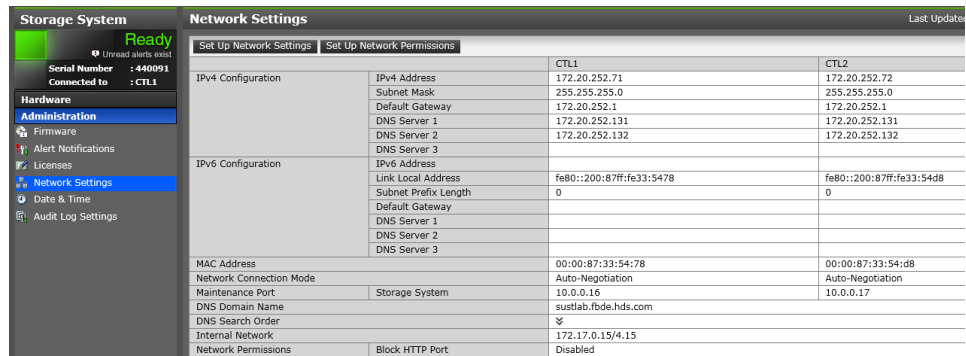 Storage System
Ready
Unread alerts exist
Serial Number : 440091
Connected to : CTL1
Hardware
Administration
Firmware
Alert Notifications
Licenses
Network Settings
Date & Time
Audit Log Settings
Network Settings Last Updated
Set Up Network Settings Set Up Network Permissions
CTL1 CTL2
IPv4 Configuration IPv4 Address 172.20.252.71 172.20.252.72
Subnet Mask 255.255.255.0 255.255.255.0
Default Gateway 172.20.252.1 172.20.252.1
DNS Server 1 172.20.252.131 172.20.252.131
DNS Server 2 172.20.252.132 172.20.252.132
DNS Server 3
IPv6 Configuration IPv6 Address
Link Local Address fe80::200:87ff:fe33:5478 fe80::200:87ff:fe33:54d8
Subnet Prefix Length 0 0
Default Gateway
DNS Server 1
DNS Server 2
DNS Server 3
MAC Address 00:00:87:33:54:78 00:00:87:33:54:d8
Network Connection Mode Auto-Negotiation Auto-Negotiation
Maintenance Port Storage System 10.0.0.16 10.0.0.17
DNS Domain Name sustlab.fbde.hds.com
DNS Search Order
Internal Network 172.17.0.15/4.15
Network Permissions Block HTTP Port Disabled